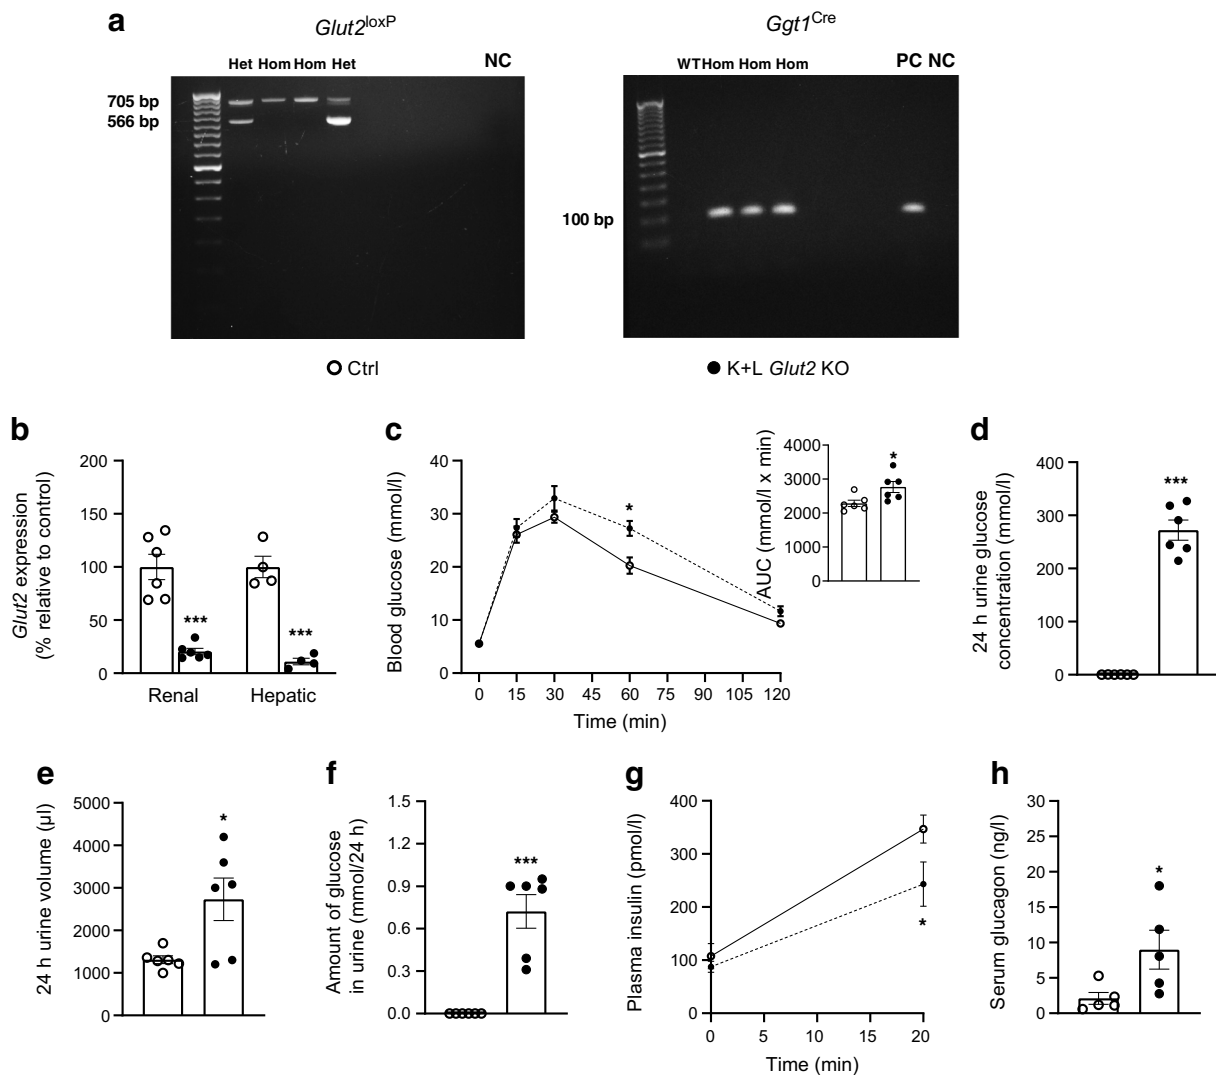 a
Glut2loxP
Ggt1Cre
Het Hom Hom Het NC
WT Hom Hom Hom PC NC
705 bp
566 bp
100 bp
Ctrl
K+L Glut2 KO
b
Glut2 expression
(% relative to control)
200
150
100
50
0
***
***
Renal
Hepatic
c
Blood glucose (mmol/l)
40
30
20
10
0
*
0 15 30 45 60 75 90 105 120
Time (min)
AUC (mmol/l x min)
4000
3000
2000
1000
0
*
d
24 h urine glucose
concentration (mmol/l)
400
300
200
100
0
***
e
24 h urine volume (µl)
5000
4000
3000
2000
1000
0
*
f
Amount of glucose
in urine (mmol/24 h)
1.5
1.2
0.9
0.6
0.3
0.0
***
g
Plasma insulin (pmol/l)
400
300
200
100
0
*
0 5 10 15 20
Time (min)
h
Serum glucagon (ng/l)
30
25
20
15
10
5
0
*